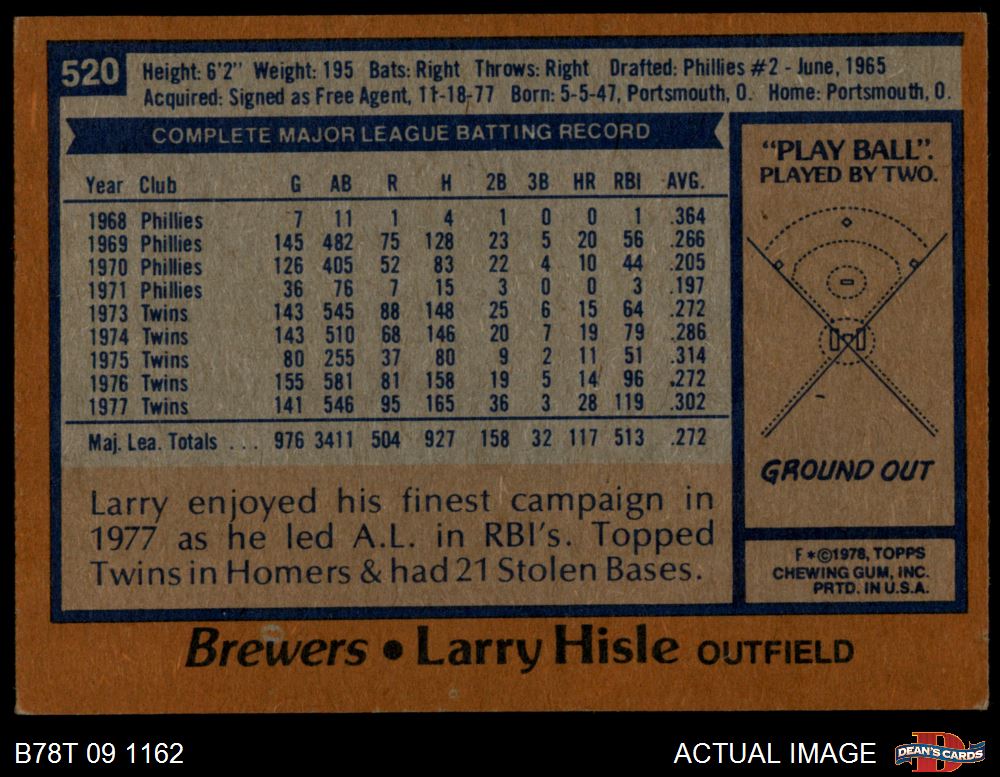 520
Height: 6'2" Weight: 195 Bats: Right Throws: Right Drafted: Phillies #2 - June, 1965
Acquired: Signed as Free Agent, 11-18-77 Born: 5-5-47, Portsmouth, O. Home: Portsmouth, O.
COMPLETE MAJOR LEAGUE BATTING RECORD
Year Club G AB R H 2B 3B HR RBI AVG.
1968 Phillies 7 11 1 4 1 0 0 1 .364
1969 Phillies 145 482 75 128 23 5 20 56 .266
1970 Phillies 126 405 52 83 22 4 10 44 .205
1971 Phillies 36 76 7 15 3 0 0 3 .197
1973 Twins 143 545 88 148 25 6 15 64 .272
1974 Twins 143 510 68 146 20 7 19 79 .286
1975 Twins 80 255 37 80 9 2 11 51 .314
1976 Twins 155 581 81 158 19 5 14 96 .272
1977 Twins 141 546 95 165 36 3 28 119 .302
Maj. Lea. Totals . . . 976 3411 504 927 158 32 117 513 .272
Larry enjoyed his finest campaign in
1977 as he led A.L. in RBI's. Topped
Twins in Homers & had 21 Stolen Bases.
"PLAY BALL".
PLAYED BY TWO.
GROUND OUT
F *©1978, TOPPS
CHEWING GUM, INC.
PRTD. IN U.S.A.
Brewers • Larry Hisle OUTFIELD
B78T 09 1162
ACTUAL IMAGE
D
DEAN'S CARDS